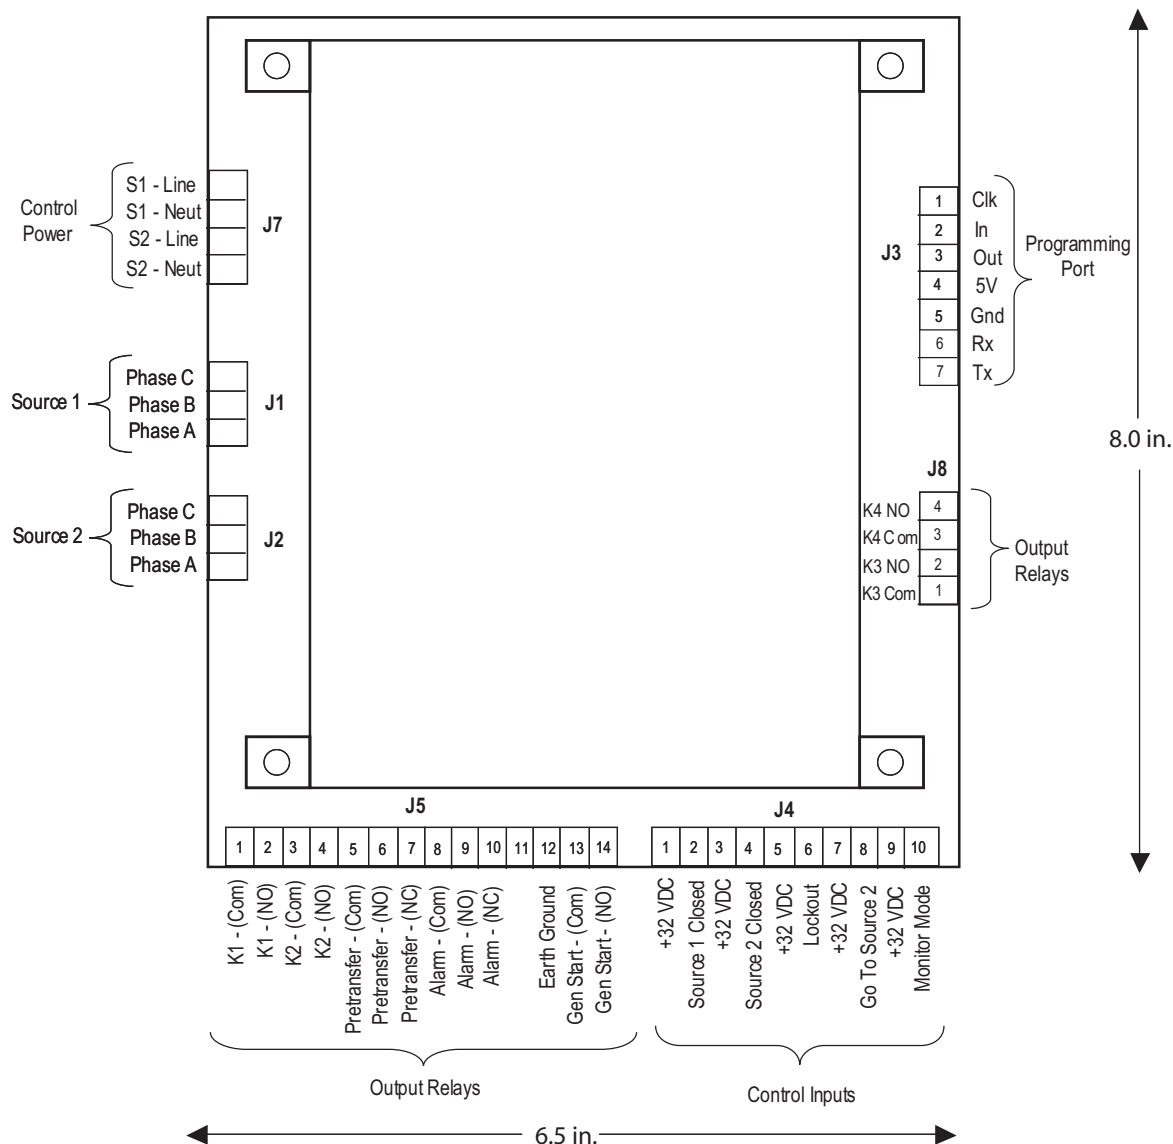 Control
Power
S1 - Line
S1 - Neut
S2 - Line
S2 - Neut
J7
Source 1
Phase C
Phase B
Phase A
J1
Source 2
Phase C
Phase B
Phase A
J2
J3
1 Clk
2 In
3 Out
4 5V
5 Gnd
6 Rx
7 Tx
Programming
Port
8.0 in.
J8
K4 NO 4
K4 Com 3
K3 NO 2
K3 Com 1
Output
Relays
J5
1 2 3 4 5 6 7 8 9 10 11 12 13 14
K1 - (Com)
K1 - (NO)
K2 - (Com)
K2 - (NO)
Pretransfer - (Com)
Pretransfer - (NO)
Pretransfer - (NC)
Alarm - (Com)
Alarm - (NO)
Alarm - (NC)
Earth Ground
Gen Start - (Com)
Gen Start - (NO)
Output Relays
J4
1 2 3 4 5 6 7 8 9 10
+32 VDC
Source 1 Closed
+32 VDC
Source 2 Closed
+32 VDC
Lockout
+32 VDC
Go To Source 2
+32 VDC
Monitor Mode
Control Inputs
6.5 in.